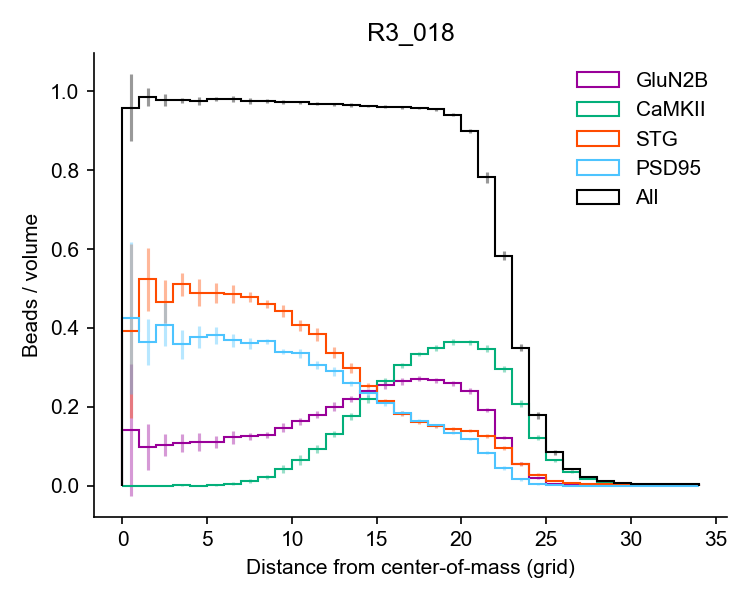 R3_018
GluN2B
CaMKII
STG
PSD95
All
Beads / volume
1.0
0.8
0.6
0.4
0.2
0.0
0 5 10 15 20 25 30 35
Distance from center-of-mass (grid)